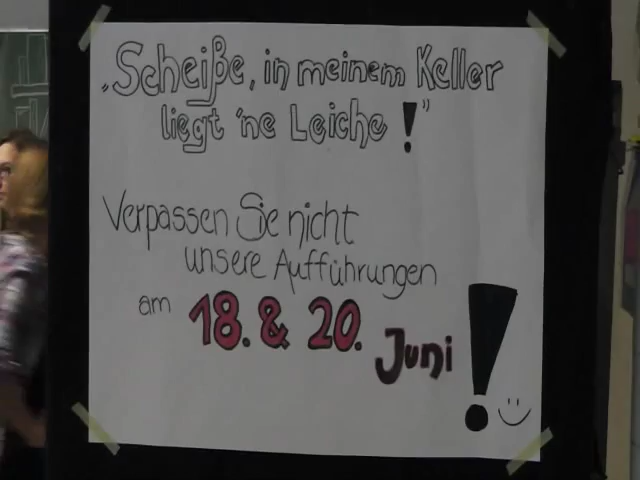 „Scheiße, in meinem Keller
liegt 'ne Leiche!"
Verpassen Sie nicht
unsere Aufführungen
am 18. & 20. Juni!